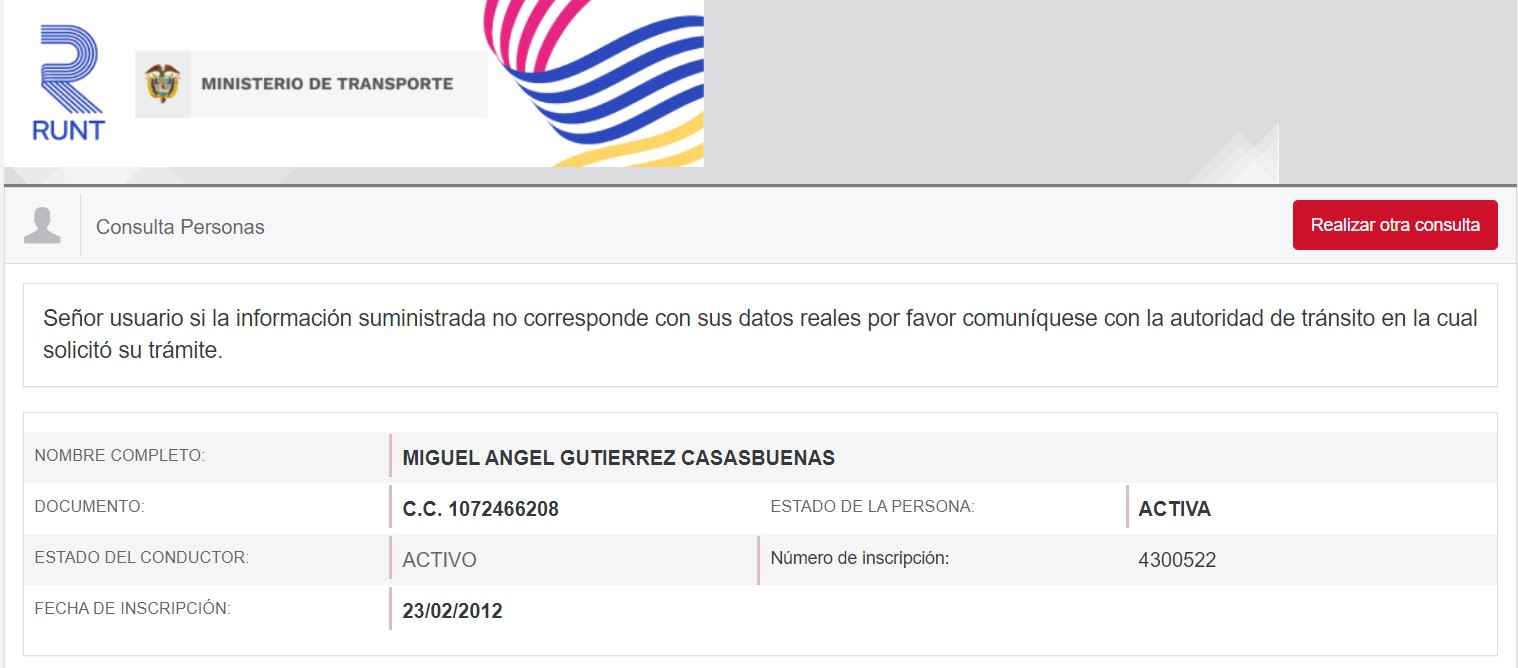 RUNT
MINISTERIO DE TRANSPORTE
Consulta Personas
Realizar otra consulta
Señor usuario si la información suministrada no corresponde con sus datos reales por favor comuníquese con la autoridad de tránsito en la cual
solicitó su trámite.
NOMBRE COMPLETO: MIGUEL ANGEL GUTIERREZ CASASBUENAS
DOCUMENTO: C.C. 1072466208 ESTADO DE LA PERSONA: ACTIVA
ESTADO DEL CONDUCTOR: ACTIVO Número de inscripción: 4300522
FECHA DE INSCRIPCIÓN: 23/02/2012